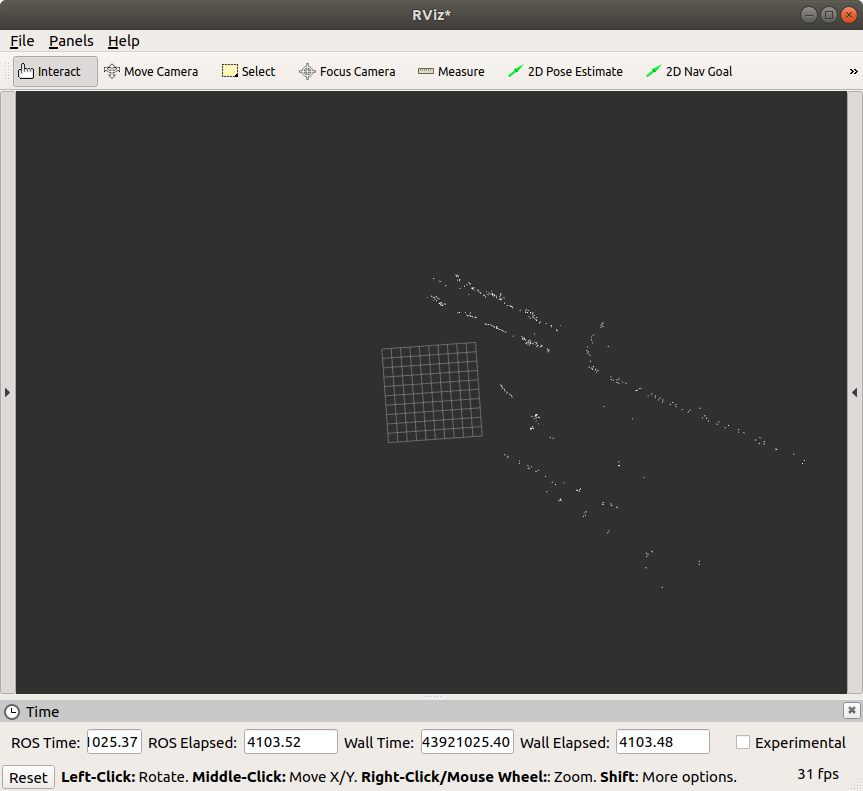 RViz*
File Panels Help
Interact Move Camera Select Focus Camera Measure 2D Pose Estimate 2D Nav Goal »
Time
ROS Time: 1025.37 ROS Elapsed: 4103.52 Wall Time: 43921025.40 Wall Elapsed: 4103.48 Experimental
Reset Left-Click: Rotate. Middle-Click: Move X/Y. Right-Click/Mouse Wheel:: Zoom. Shift: More options. 31 fps